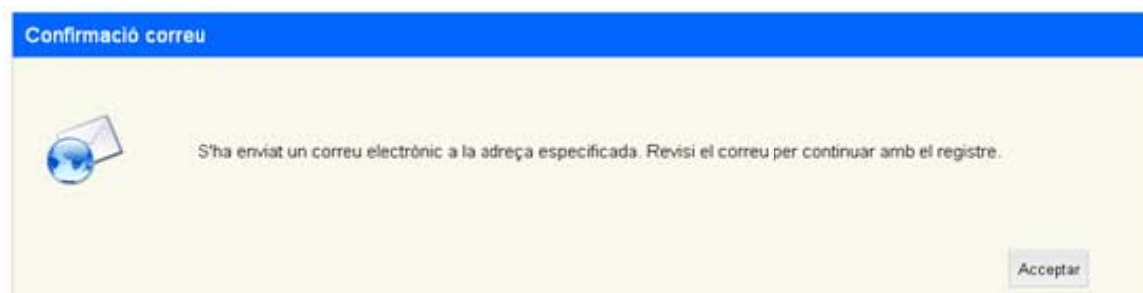 Confirmació correu
S'ha enviat un correu electrònic a la adreça especificada. Revisi el correu per continuar amb el registre.
Acceptar